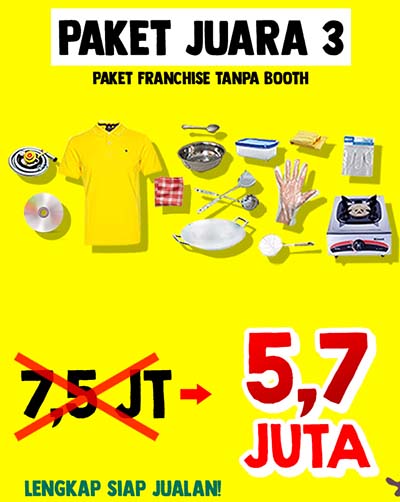 PAKET JUARA 3
PAKET FRANCHISE TANPA BOOTH
7,5 JT
5,7
JUTA
LENGKAP SIAP JUALAN!